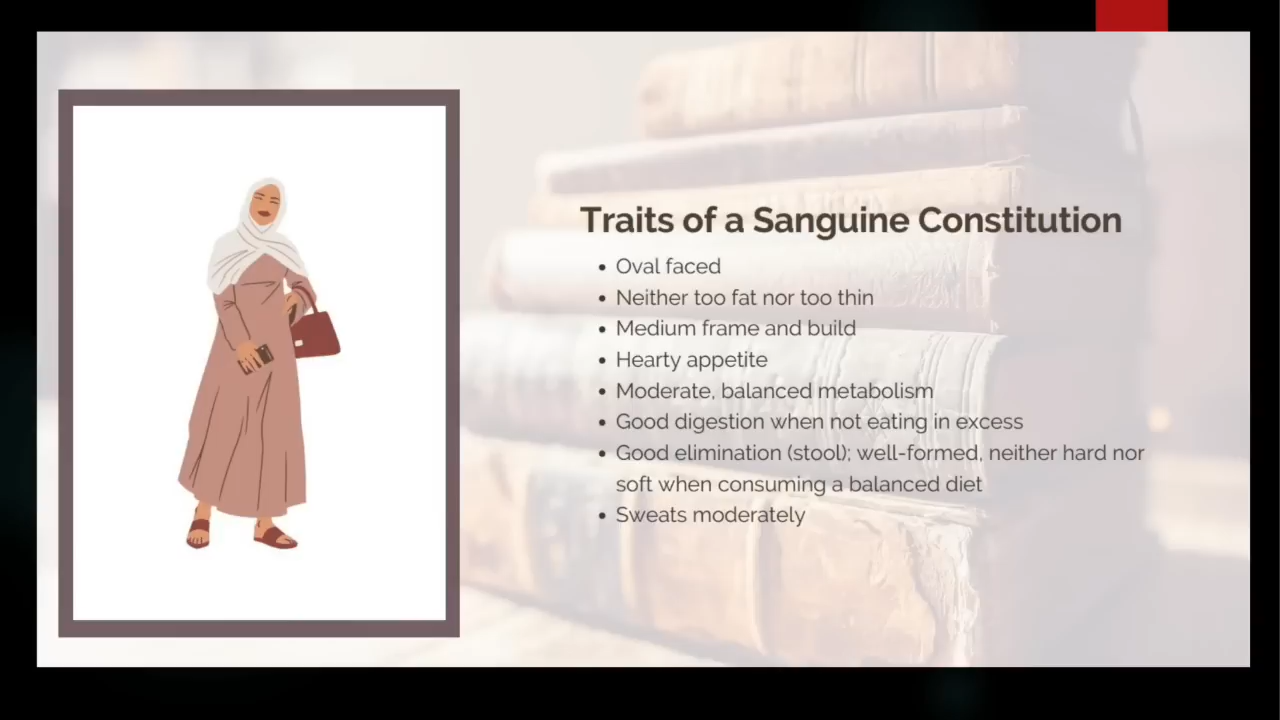 Traits of a Sanguine Constitution
• Oval faced
• Neither too fat nor too thin
• Medium frame and build
• Hearty appetite
• Moderate, balanced metabolism
• Good digestion when not eating in excess
• Good elimination (stool); well-formed, neither hard nor
soft when consuming a balanced diet
• Sweats moderately